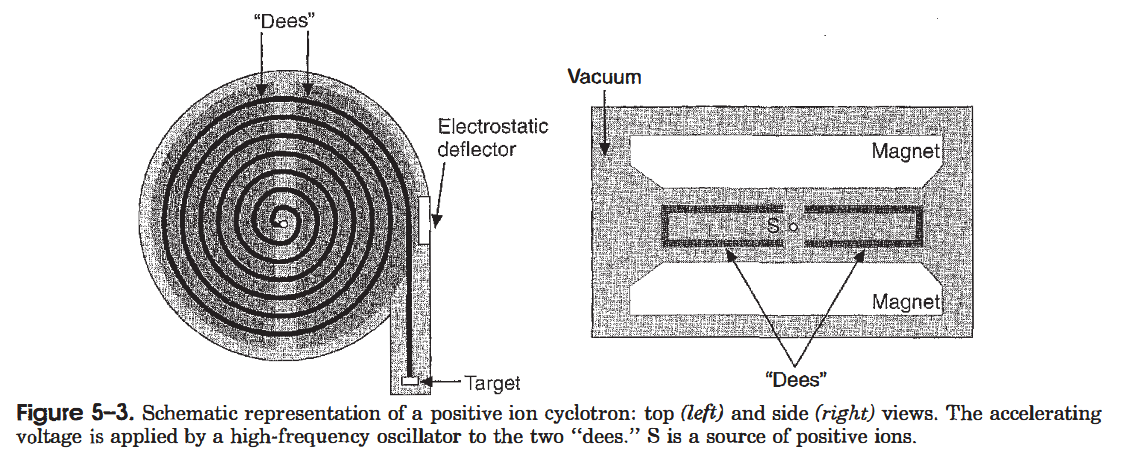 "Dees"
Electrostatic
deflector
Target
Vacuum
Magnet
S
Magnet
"Dees"
Figure 5–3. Schematic representation of a positive ion cyclotron: top (left) and side (right) views. The accelerating
voltage is applied by a high-frequency oscillator to the two "dees." S is a source of positive ions.